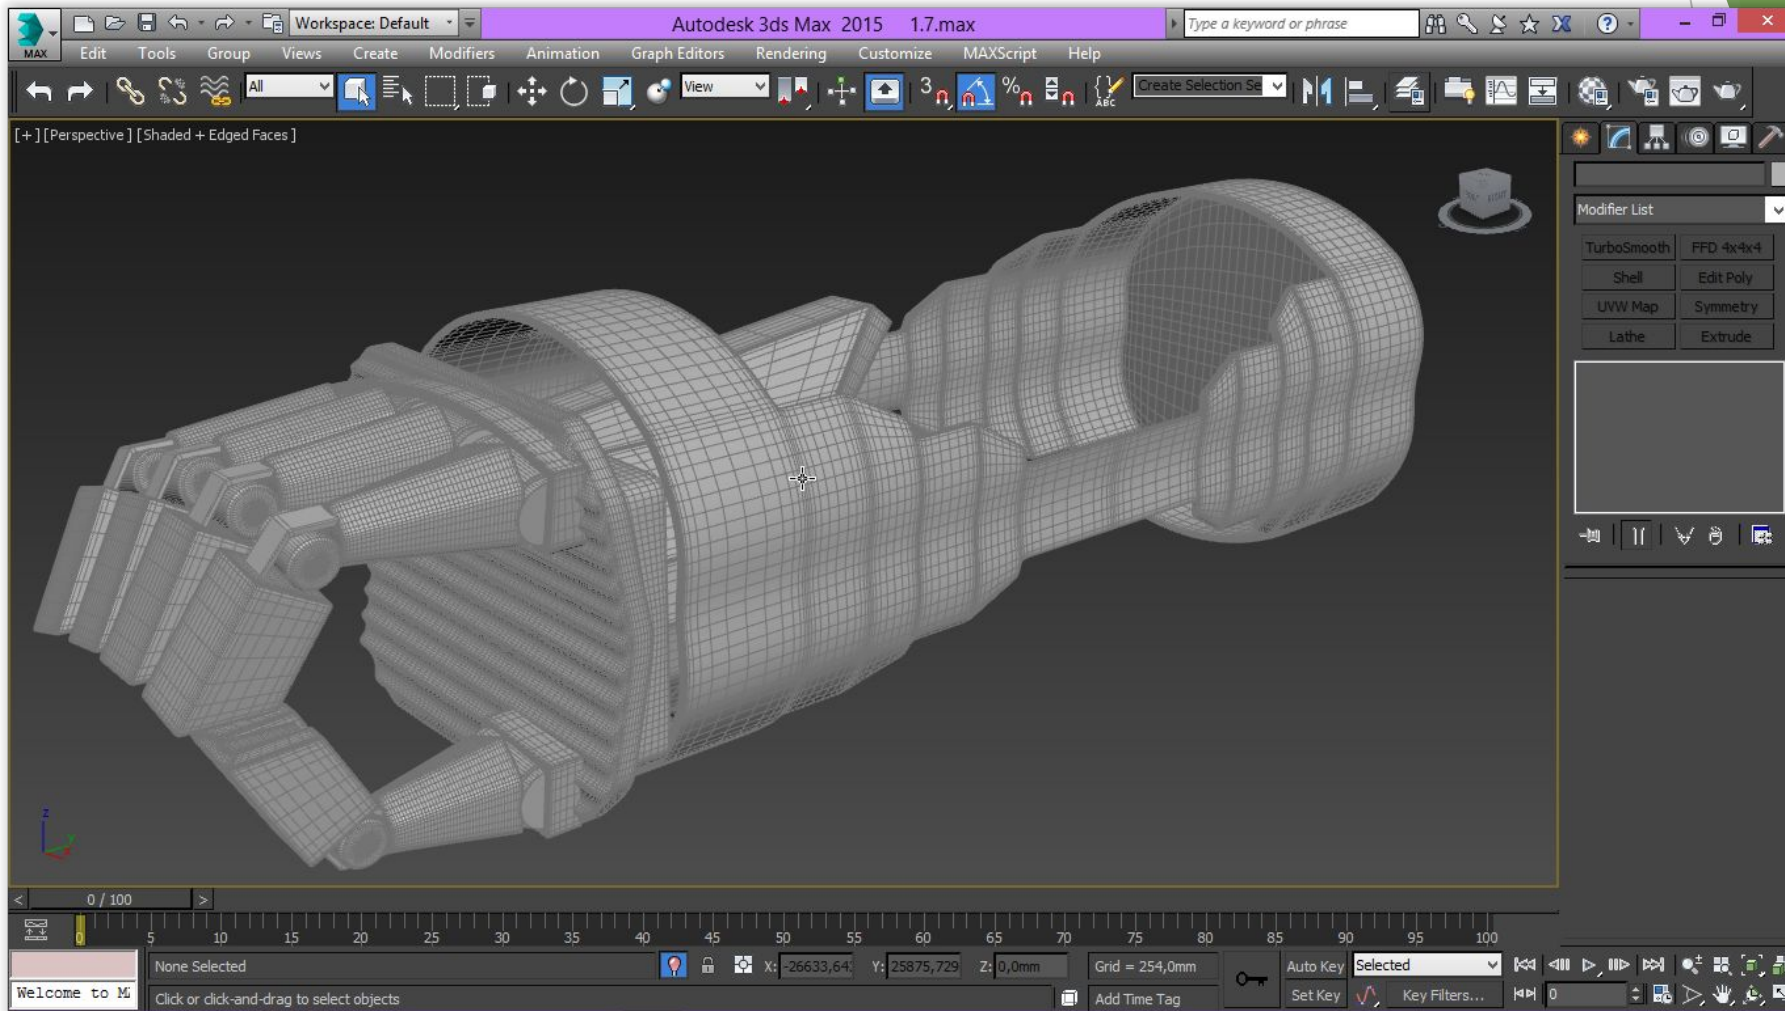 Workspace: Default
Autodesk 3ds Max 2015 1.7.max
Type a keyword or phrase
MAX
Edit Tools Group Views Create Modifiers Animation Graph Editors Rendering Customize MAXScript Help
All
View
3
%
ABC
Create Selection Se
[+] [Perspective ] [Shaded + Edged Faces ]
Modifier List
TurboSmooth FFD 4x4x4
Shell Edit Poly
UVW Map Symmetry
Lathe Extrude
z
< 0 / 100 >
0 5 10 15 20 25 30 35 40 45 50 55 60 65 70 75 80 85 90 95 100
None Selected X: -26633,64 Y: 25875,729 Z: 0,0mm Grid = 254,0mm Auto Key Selected
Welcome to M Click or click-and-drag to select objects Add Time Tag Set Key Key Filters... 0